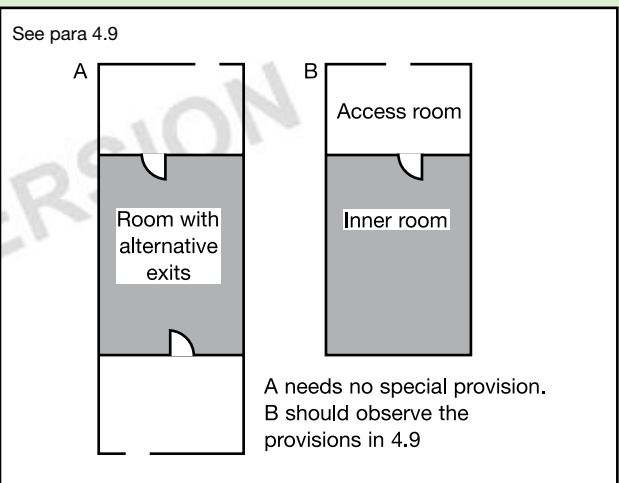 See para 4.9
A
B
Access room
Room with
alternative
exits
Inner room
A needs no special provision.
B should observe the
provisions in 4.9
ERSION